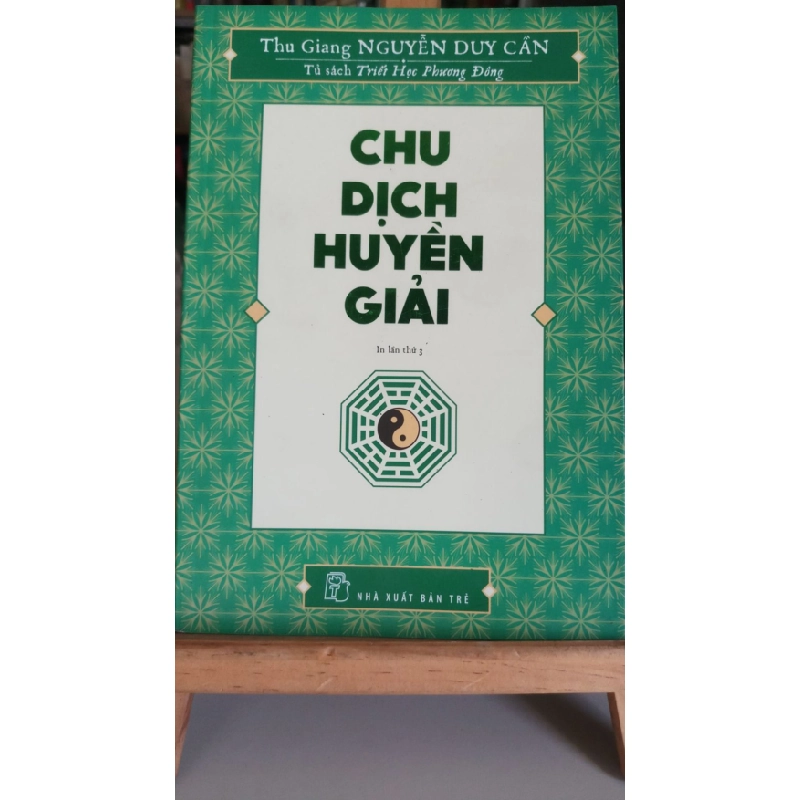 Thu Giang NGUYỄN DUY CẦN
Tủ sách Triết Học Phương Đông
CHU
DỊCH
HUYỀN
GIẢI
In lần thứ 3
NHÀ XUẤT BẢN TRẺ